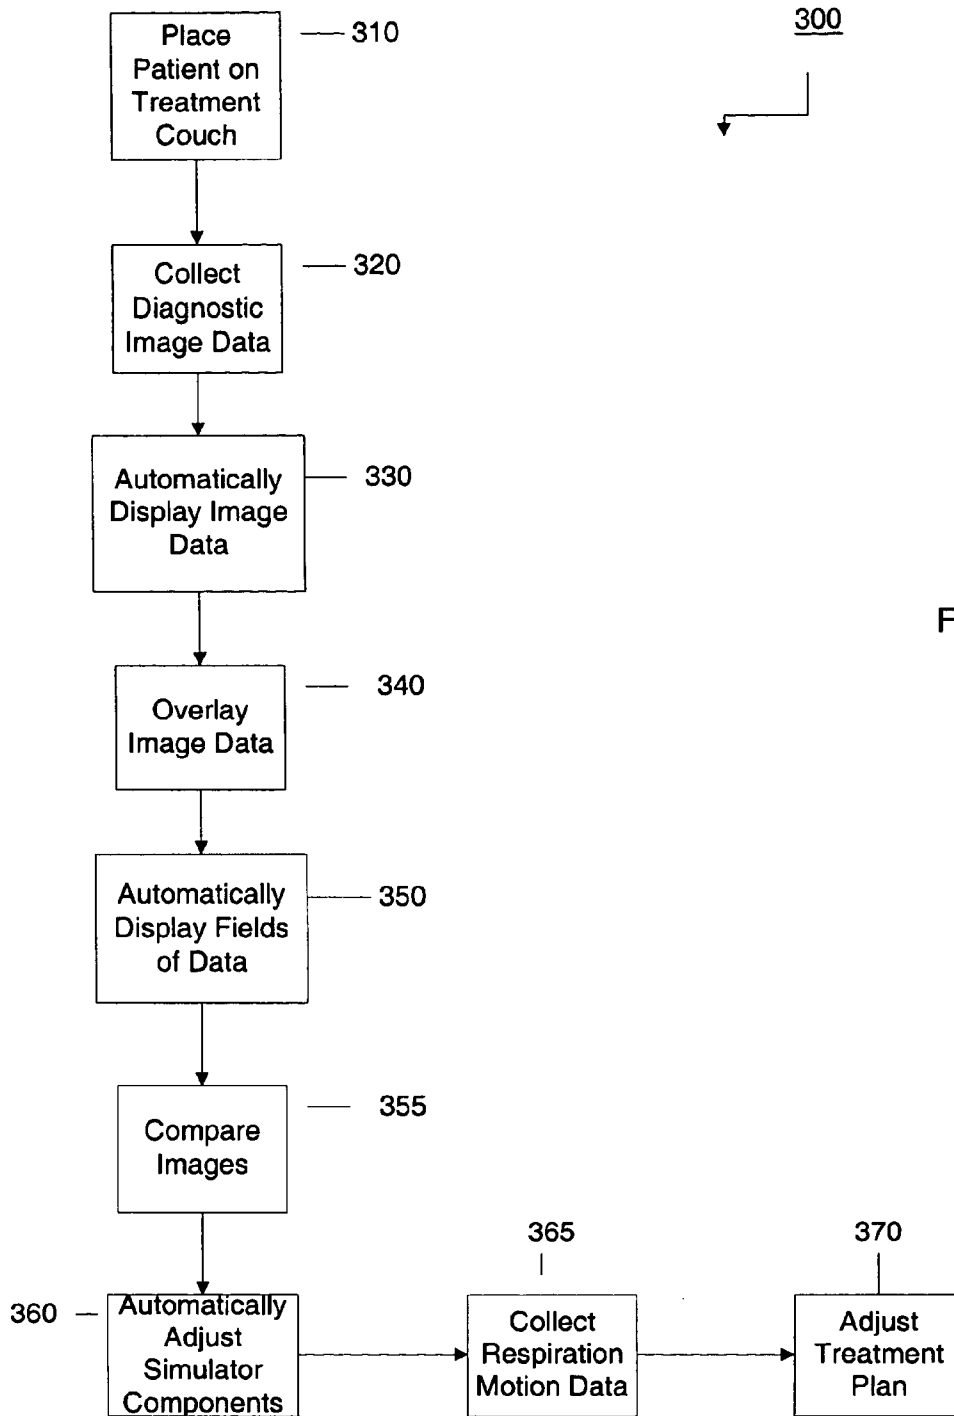 Place
Patient on
Treatment
Couch
310
300
Collect
Diagnostic
Image Data
320
Automatically
Display Image
Data
330
F
Overlay
Image Data
340
Automatically
Display Fields
of Data
350
Compare
Images
355
360
Automatically
Adjust
Simulator
Components
365
Collect
Respiration
Motion Data
370
Adjust
Treatment
Plan